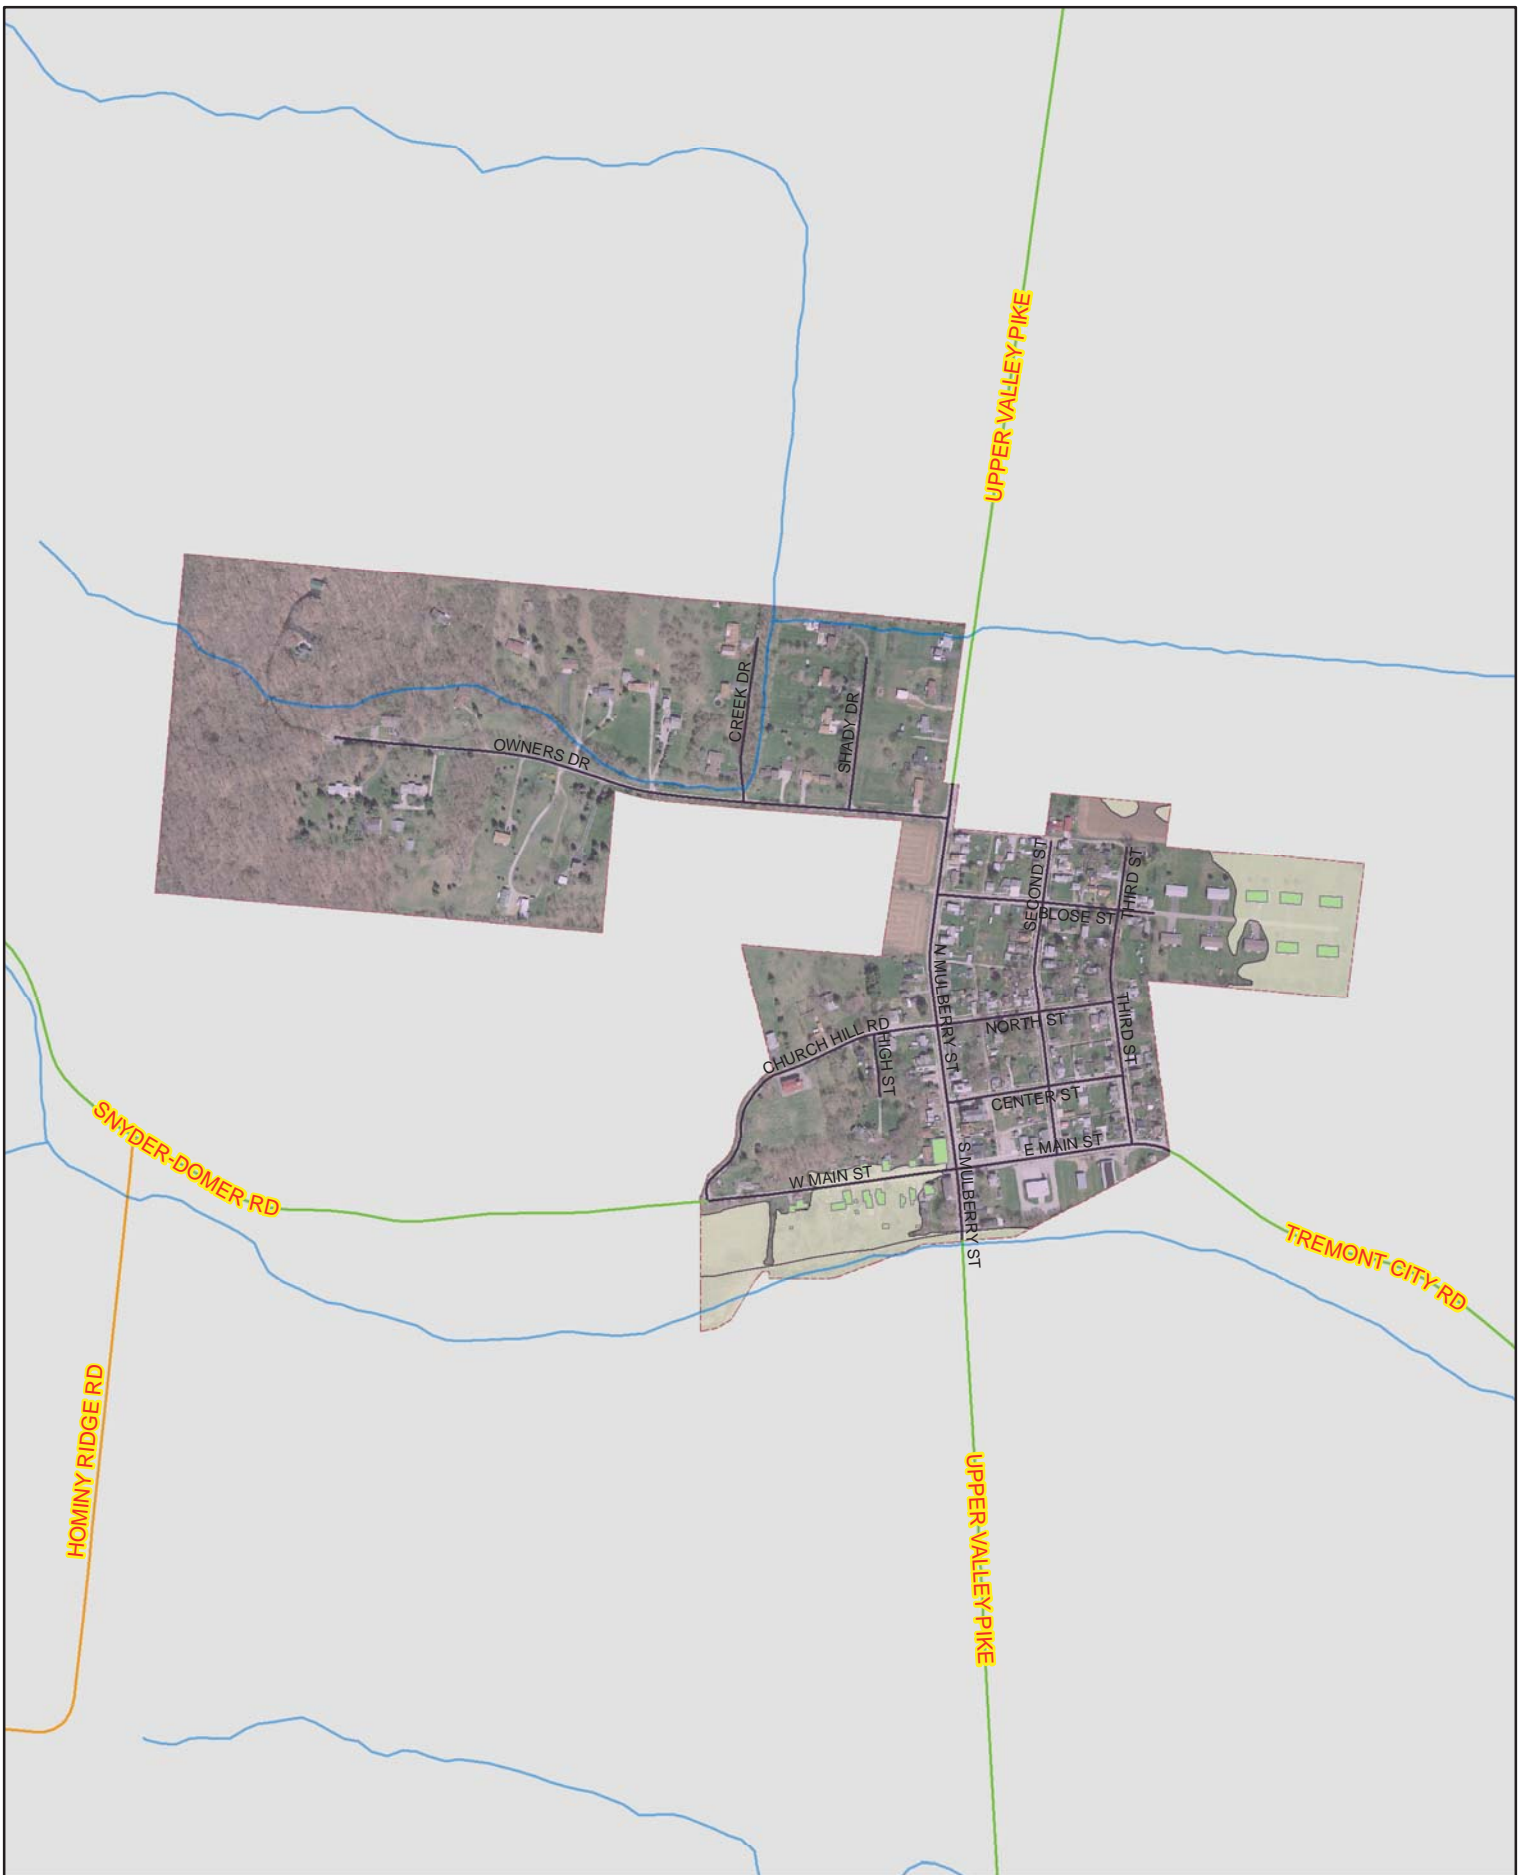 UPPER-VALLEY-PIKE
CREEK DR
SHADY DR
OWNERS DR
SECOND ST
THIRD ST
BLOSE ST
N MULBERRY ST
CHURCH HILL RD
HIGH ST
NORTH ST
THIRD ST
CENTER ST
E MAIN ST
W MAIN ST
S MULBERRY ST
SNYDER-DOMER RD
TREMONT CITY RD
HOMINY RIDGE RD
UPPER-VALLEY-PIKE